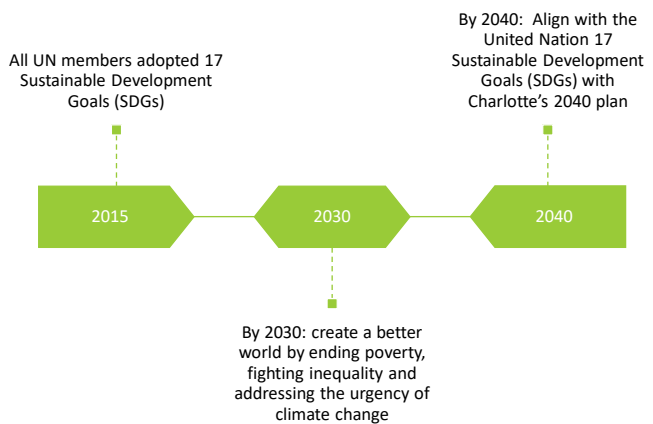 All UN members adopted 17
Sustainable Development
Goals (SDGs)
By 2040:  Align with the
United Nation 17
Sustainable Development
Goals (SDGs) with
Charlotte’s 2040 plan
2015
2030
2040
By 2030: create a better
world by ending poverty,
fighting inequality and
addressing the urgency of
climate change